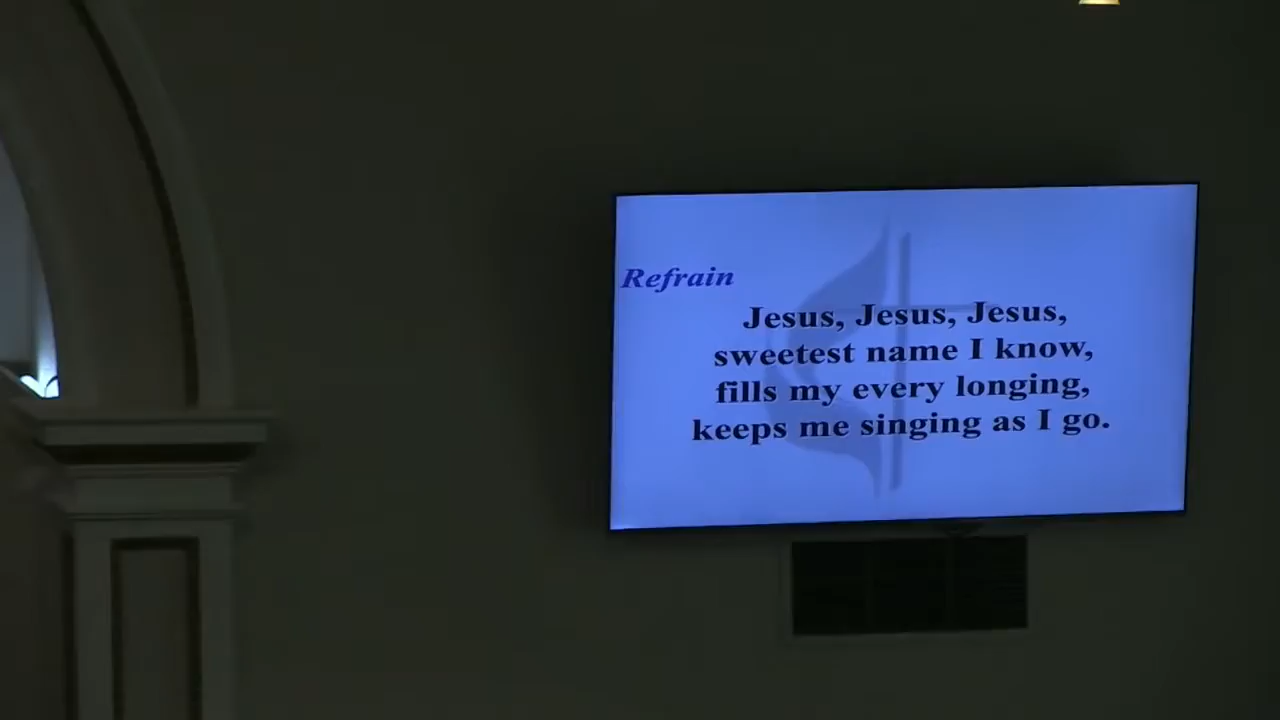 Refrain
Jesus, Jesus, Jesus,
sweetest name I know,
fills my every longing,
keeps me singing as I go.